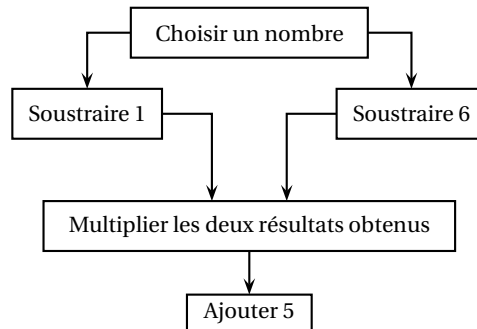 Choisir un nombre
Soustraire 1
Soustraire 6
Multiplier les deux résultats obtenus
Ajouter 5